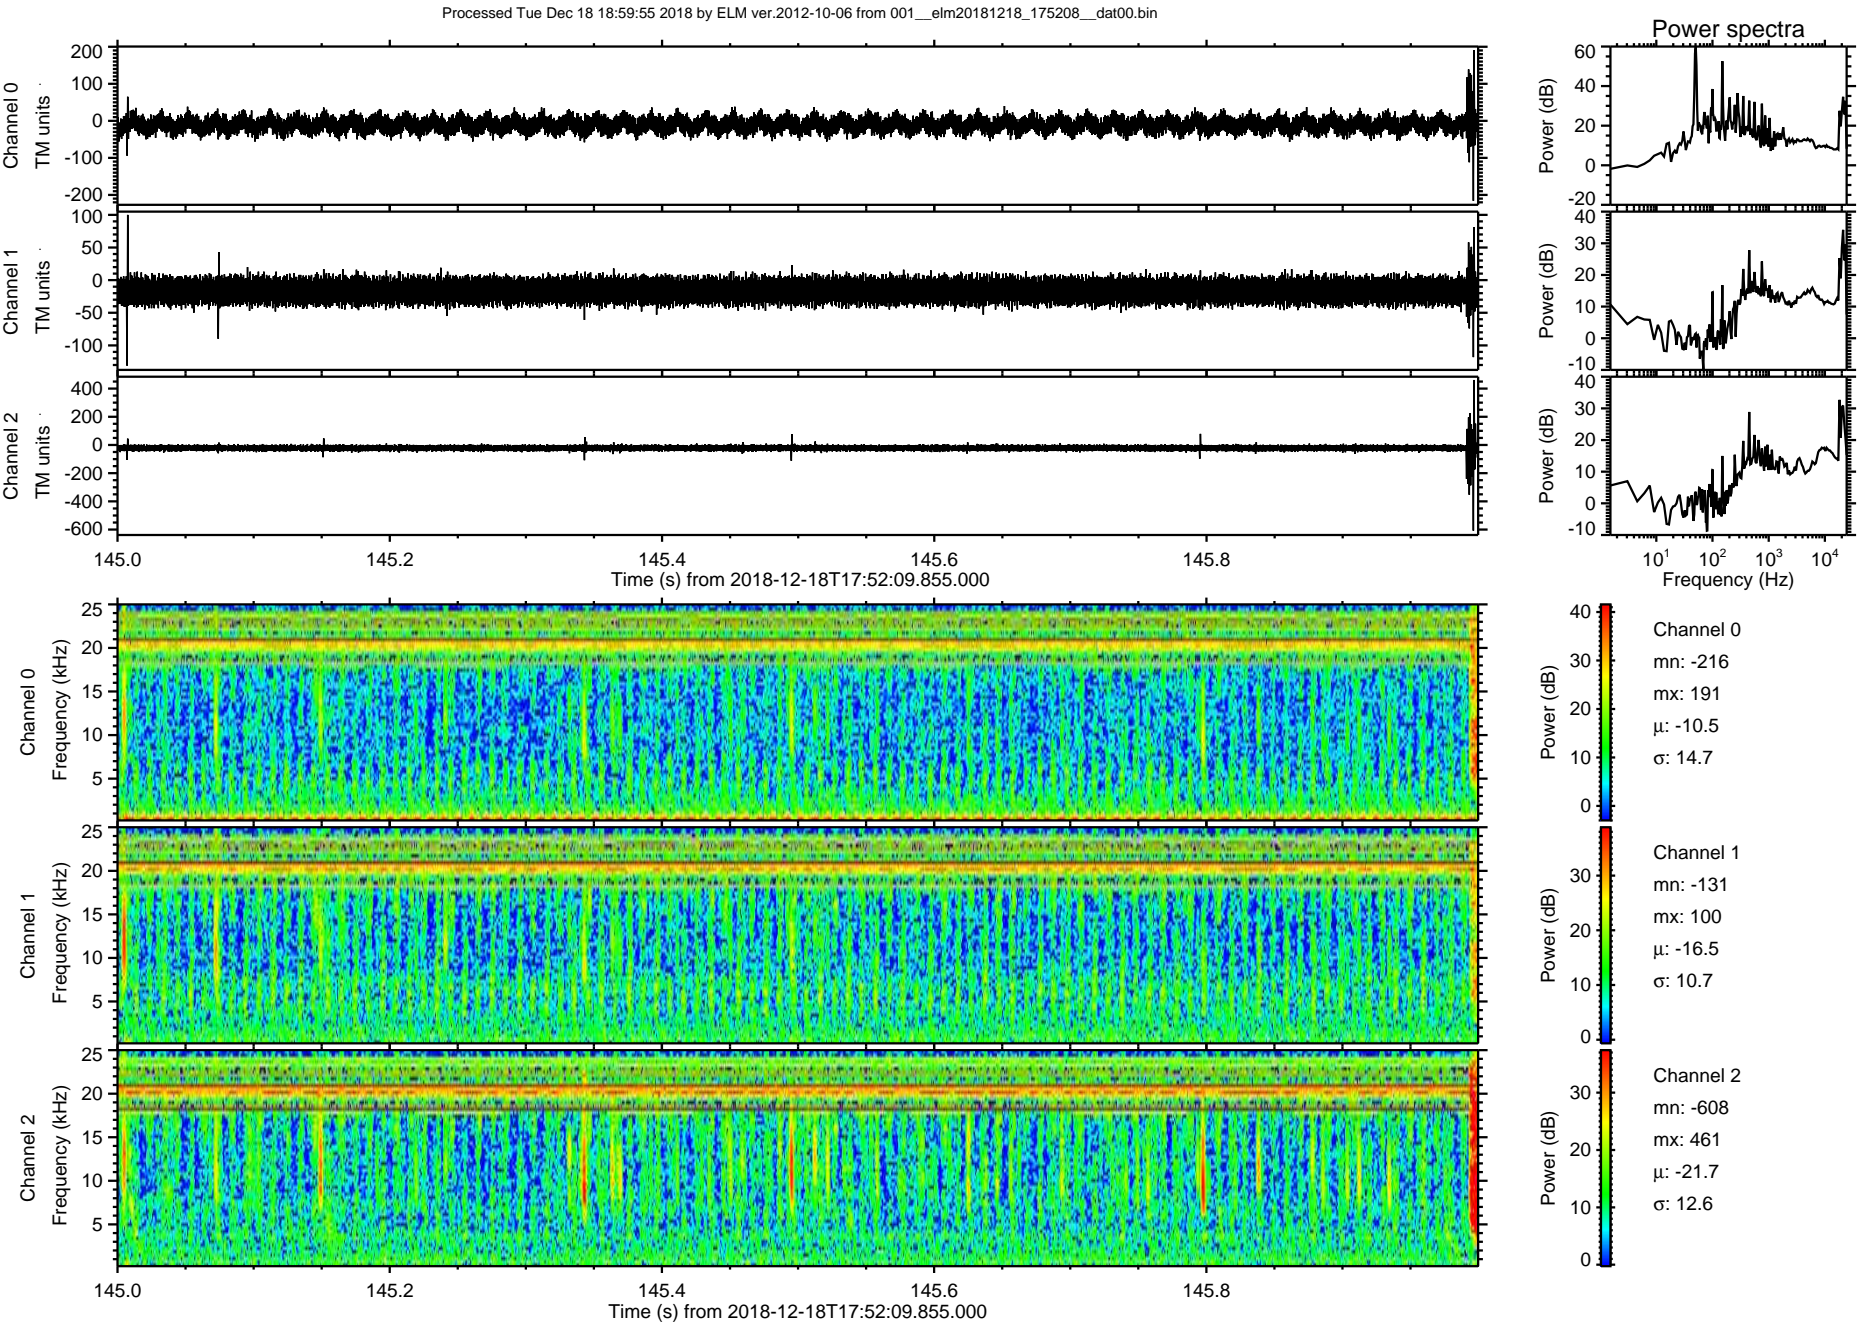 Processed Tue Dec 18 18:59:55 2018 by ELM ver.2012-10-06 from 001__elm20181218_175208__dat00.bin
Power spectra
Channel 0
TM units
200
100
0
-100
-200
Power (dB)
60
40
20
0
-20
Channel 1
TM units
100
50
0
-50
-100
Power (dB)
40
30
20
10
0
-10
Channel 2
TM units
400
200
0
-200
-400
-600
Power (dB)
40
30
20
10
0
-10
145.0 145.2 145.4 145.6 145.8
Time (s) from 2018-12-18T17:52:09.855.000
10¹ 10² 10³ 10⁴
Frequency (Hz)
Channel 0
Frequency (kHz)
25
20
15
10
5
Power (dB)
40
30
20
10
0
Channel 0
mn: -216
mx: 191
μ: -10.5
σ: 14.7
Channel 1
Frequency (kHz)
25
20
15
10
5
Power (dB)
30
20
10
0
Channel 1
mn: -131
mx: 100
μ: -16.5
σ: 10.7
Channel 2
Frequency (kHz)
25
20
15
10
5
Power (dB)
30
20
10
0
Channel 2
mn: -608
mx: 461
μ: -21.7
σ: 12.6
145.0 145.2 145.4 145.6 145.8
Time (s) from 2018-12-18T17:52:09.855.000